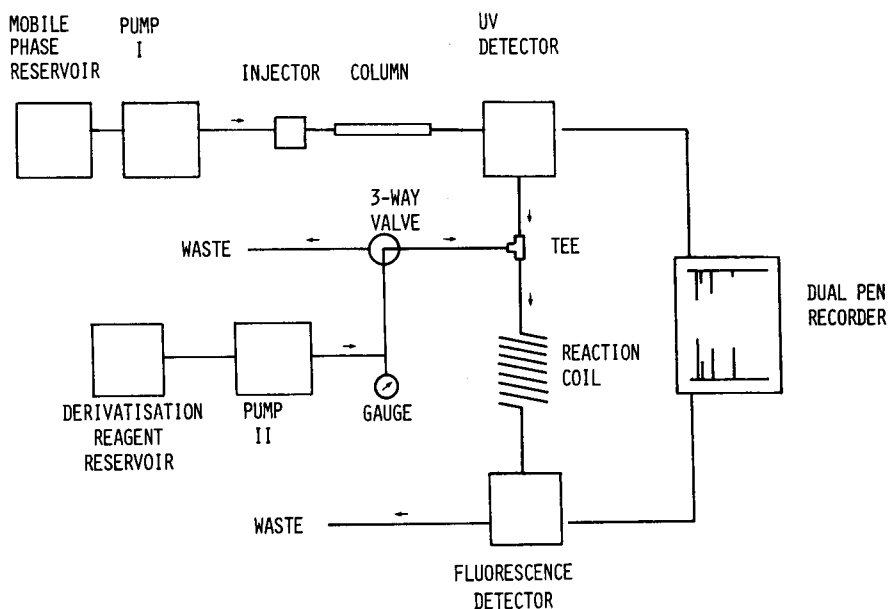 MOBILE
PHASE
RESERVOIR
PUMP
I
INJECTOR
COLUMN
UV
DETECTOR
3-WAY
VALVE
WASTE
TEE
DUAL PEN
RECORDER
REACTION
COIL
DERIVATISATION
REAGENT
RESERVOIR
PUMP
II
GAUGE
WASTE
FLUORESCENCE
DETECTOR